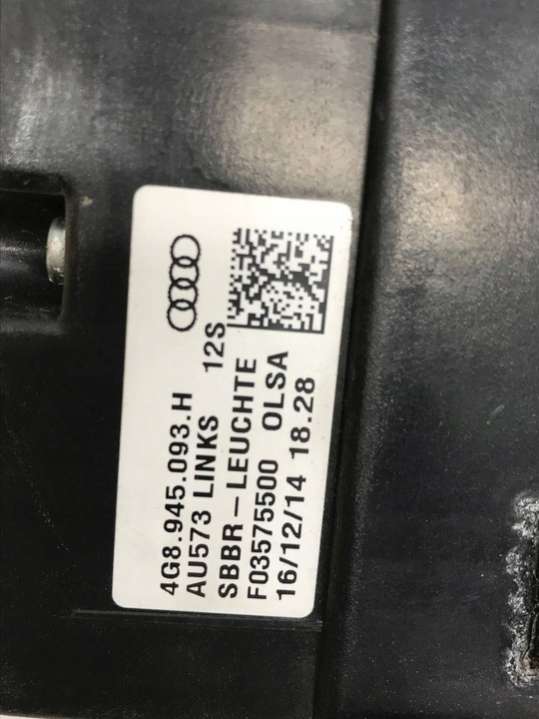 4G8.945.093.H
AU573 LINKS 12S
SBBR-LEUCHTE
F03575500 OLSA
16/12/14 18.28